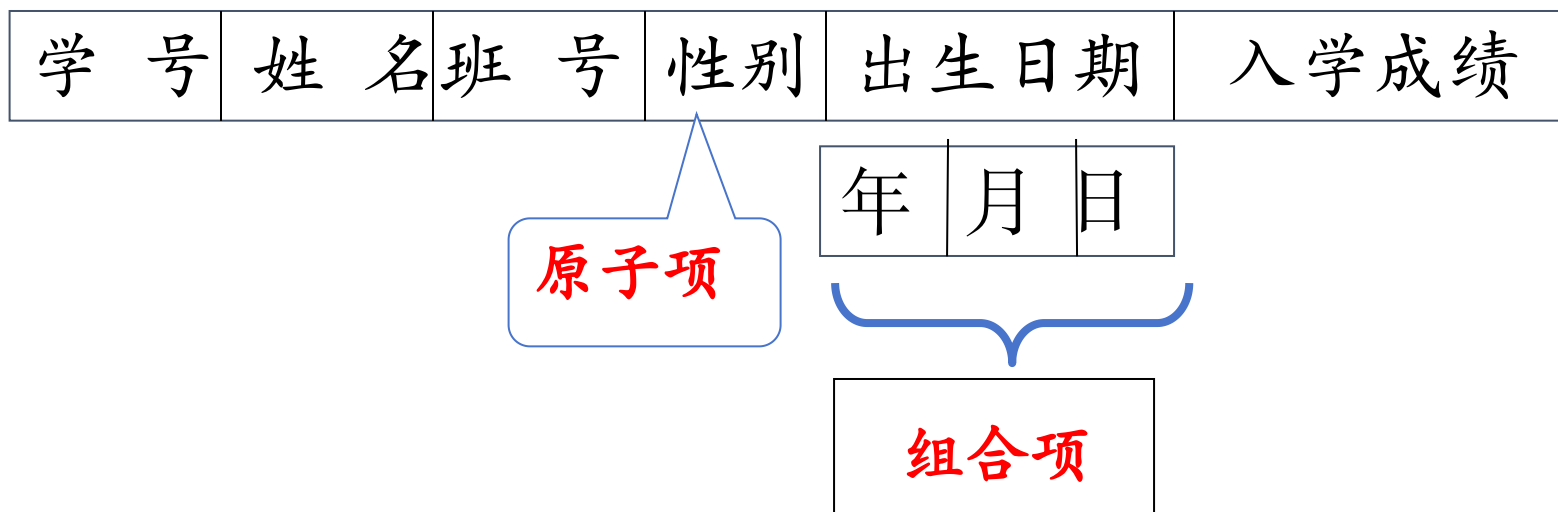 学 号 姓 名 班 号 性别 出生日期 入学成绩
年 月 日
原子项
组合项